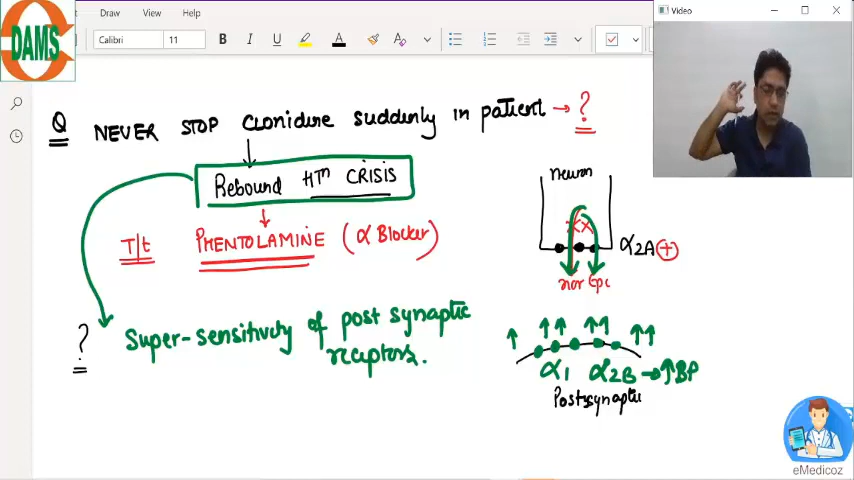 DAMS
Draw View Help
Calibri 11 B I U A
Video
Q NEVER STOP Clonidine suddenly in patient → ?
Rebound HTn CRISIS
T/t PHENTOLAMINE (α Blocker)
? Super-sensitivity of post synaptic
receptors.
neuron
α2A +
nor Epi
↑ ↑↑ ↑↑ ↑↑
α1 α2B → ↑BP
Postsynaptic
eMedicoz